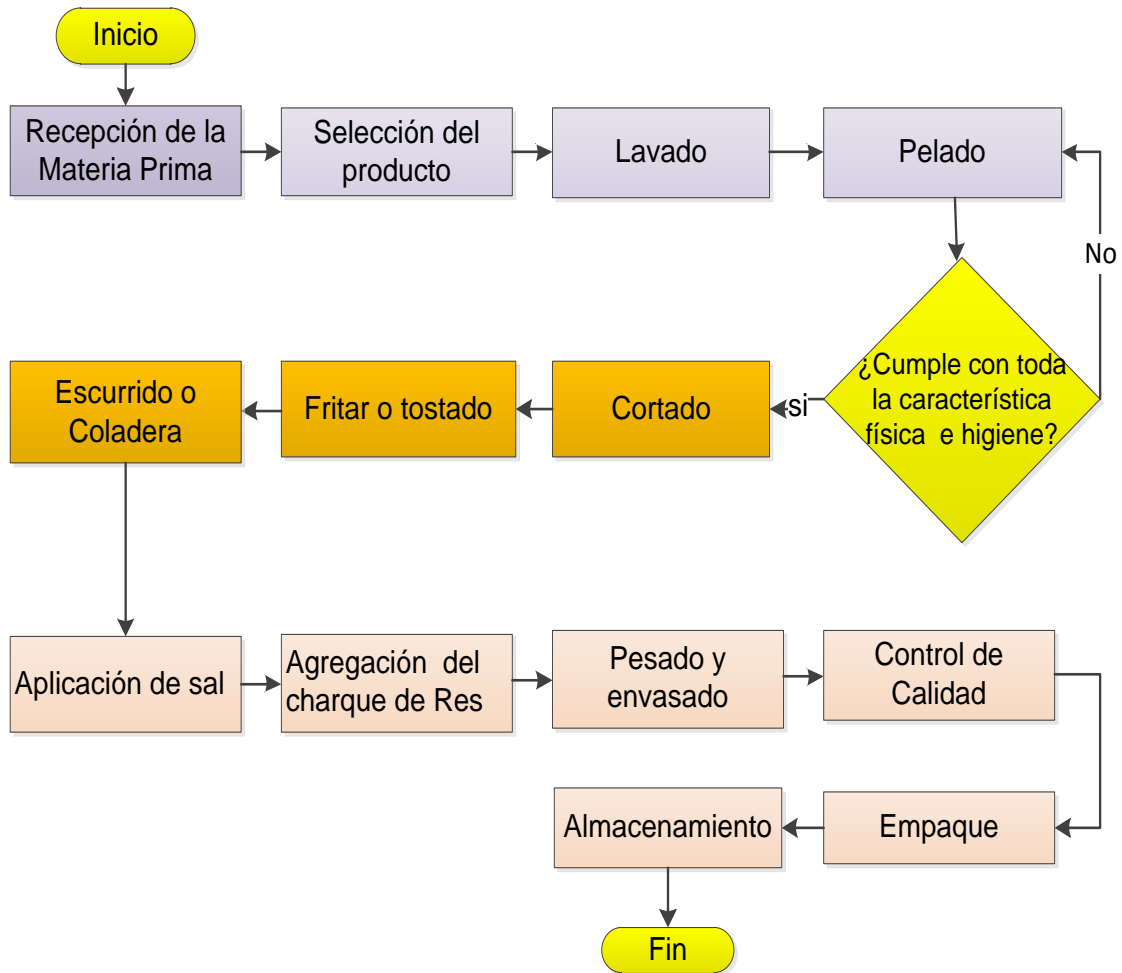 Inicio
Recepción de la
Materia Prima
Selección del
producto
Lavado
Pelado
No
¿Cumple con toda
la característica
física e higiene?
si
Cortado
Fritar o tostado
Escurrido o
Coladera
Aplicación de sal
Agregación del
charque de Res
Pesado y
envasado
Control de
Calidad
Empaque
Almacenamiento
Fin